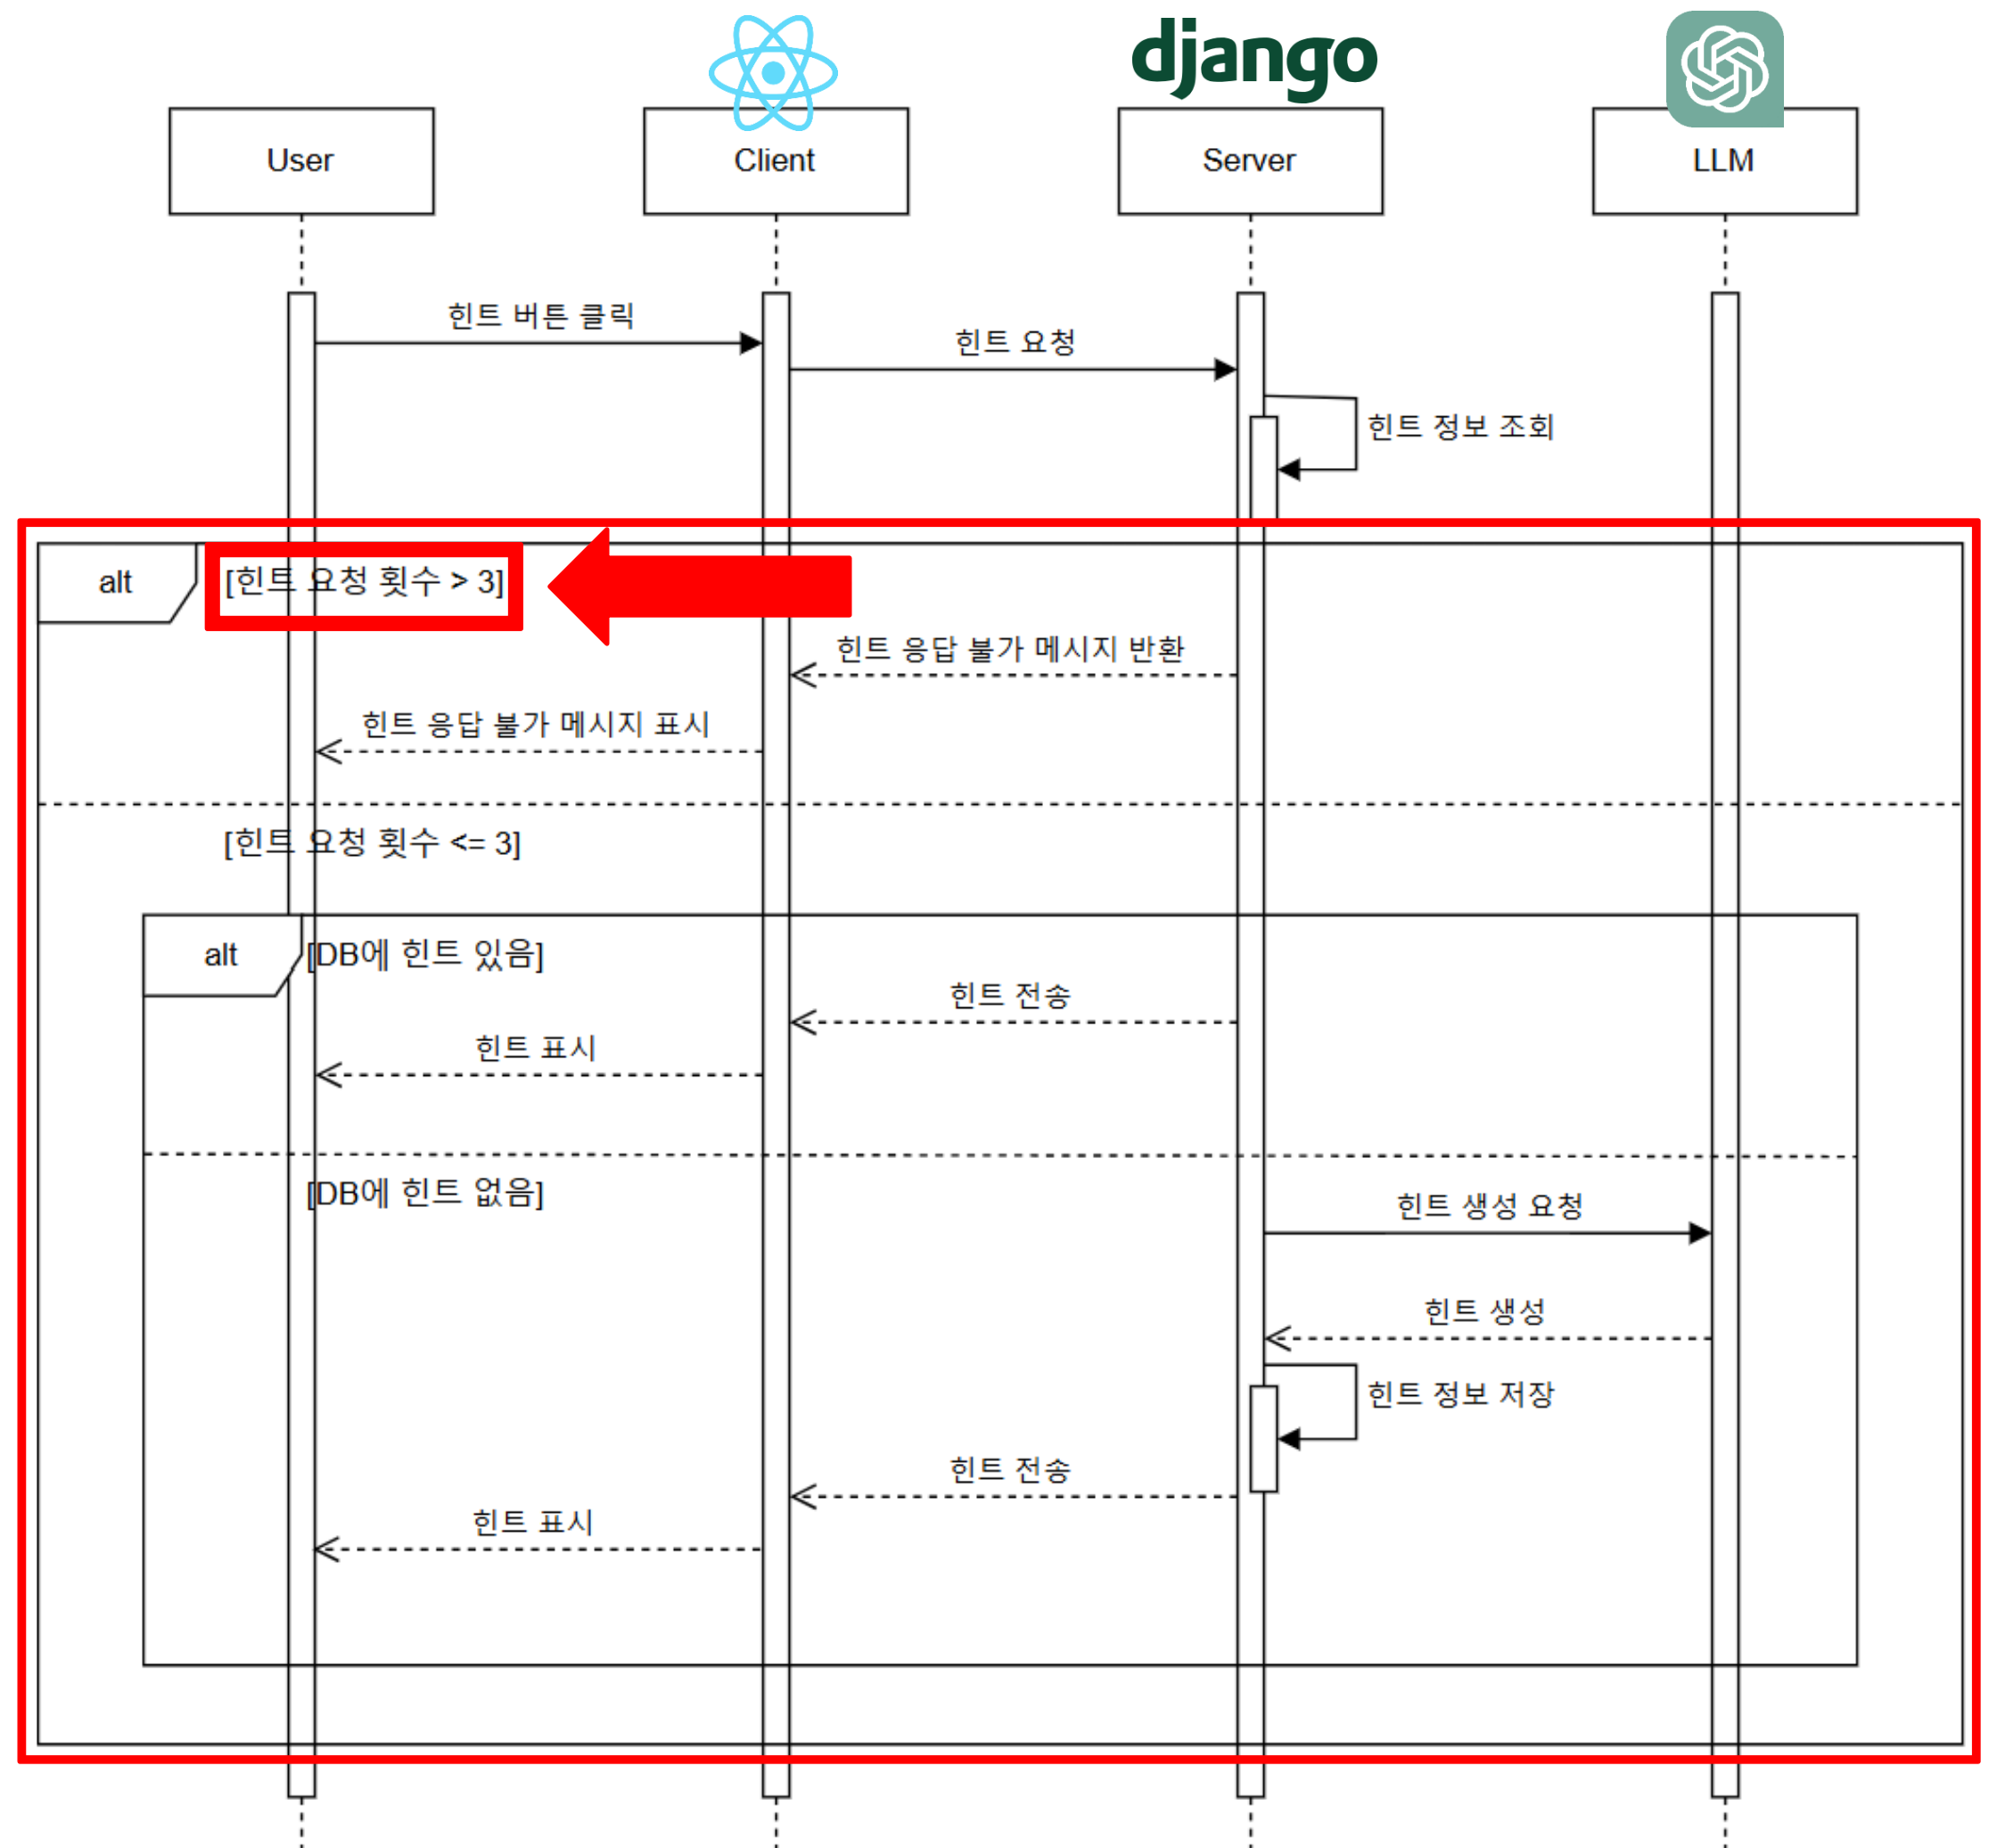 django
User
Client
Server
LLM
힌트 버튼 클릭
힌트 요청
힌트 정보 조회
alt
[힌트 요청 횟수 > 3]
힌트 응답 불가 메시지 반환
힌트 응답 불가 메시지 표시
[힌트 요청 횟수 <= 3]
alt
[DB에 힌트 있음]
힌트 전송
힌트 표시
[DB에 힌트 없음]
힌트 생성 요청
힌트 생성
힌트 정보 저장
힌트 전송
힌트 표시